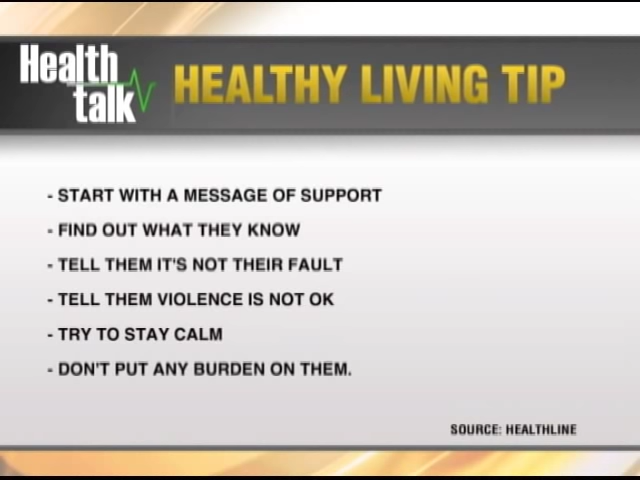 Health
talk
HEALTHY LIVING TIP
- START WITH A MESSAGE OF SUPPORT
- FIND OUT WHAT THEY KNOW
- TELL THEM IT'S NOT THEIR FAULT
- TELL THEM VIOLENCE IS NOT OK
- TRY TO STAY CALM
- DON'T PUT ANY BURDEN ON THEM.
SOURCE: HEALTHLINE